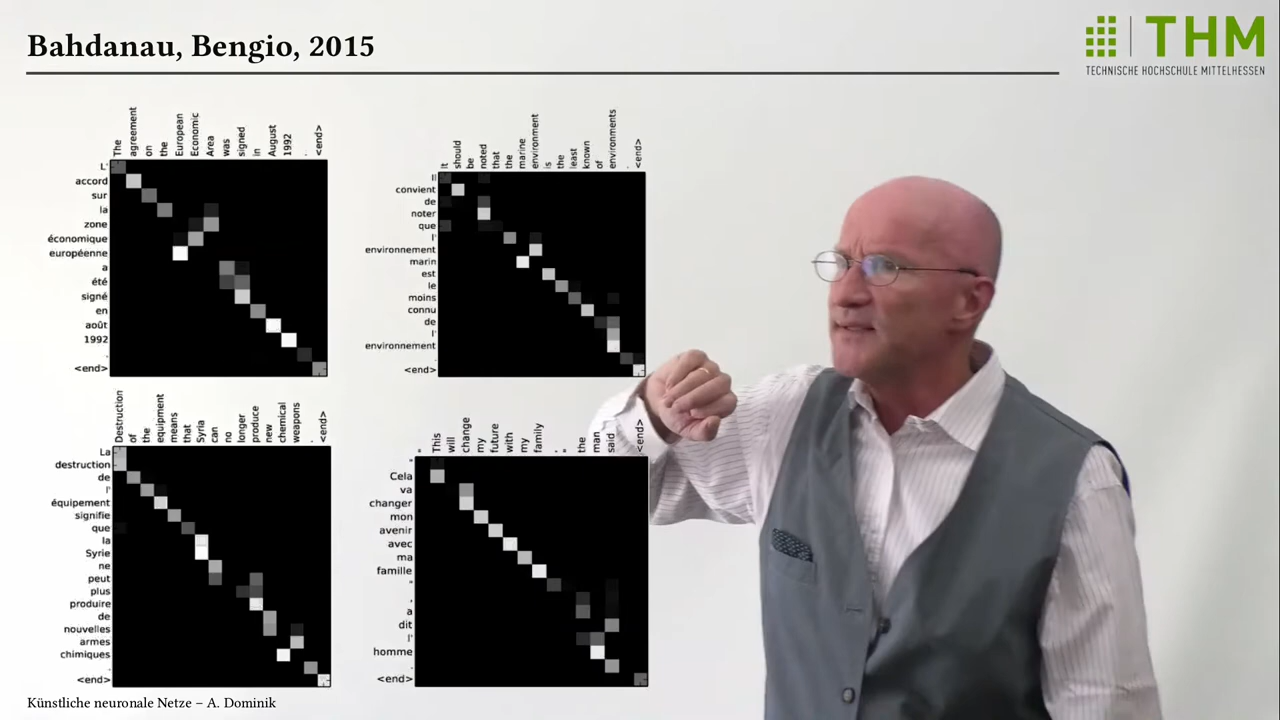 Bahdanau, Bengio, 2015
THM
TECHNISCHE HOCHSCHULE MITTELHESSEN
The agreement on the European Economic Area was signed in August 1992 . <end>
L'
accord
sur
la
zone
économique
européenne
a
été
signé
en
août
1992
.
<end>
It should be noted that the marine environment is the least known of environments . <end>
Il
convient
de
noter
que
l'
environnement
marin
est
le
moins
connu
de
l'
environnement
.
<end>
Destruction of the equipment means that Syria can no longer produce new chemical weapons . <end>
La
destruction
de
l'
équipement
signifie
que
la
Syrie
ne
peut
plus
produire
de
nouvelles
armes
chimiques
.
<end>
" This will change my future with my family , " the man said . <end>
"
Cela
va
changer
mon
avenir
avec
ma
famille
"
,
a
dit
l'
homme
.
<end>
Künstliche neuronale Netze – A. Dominik